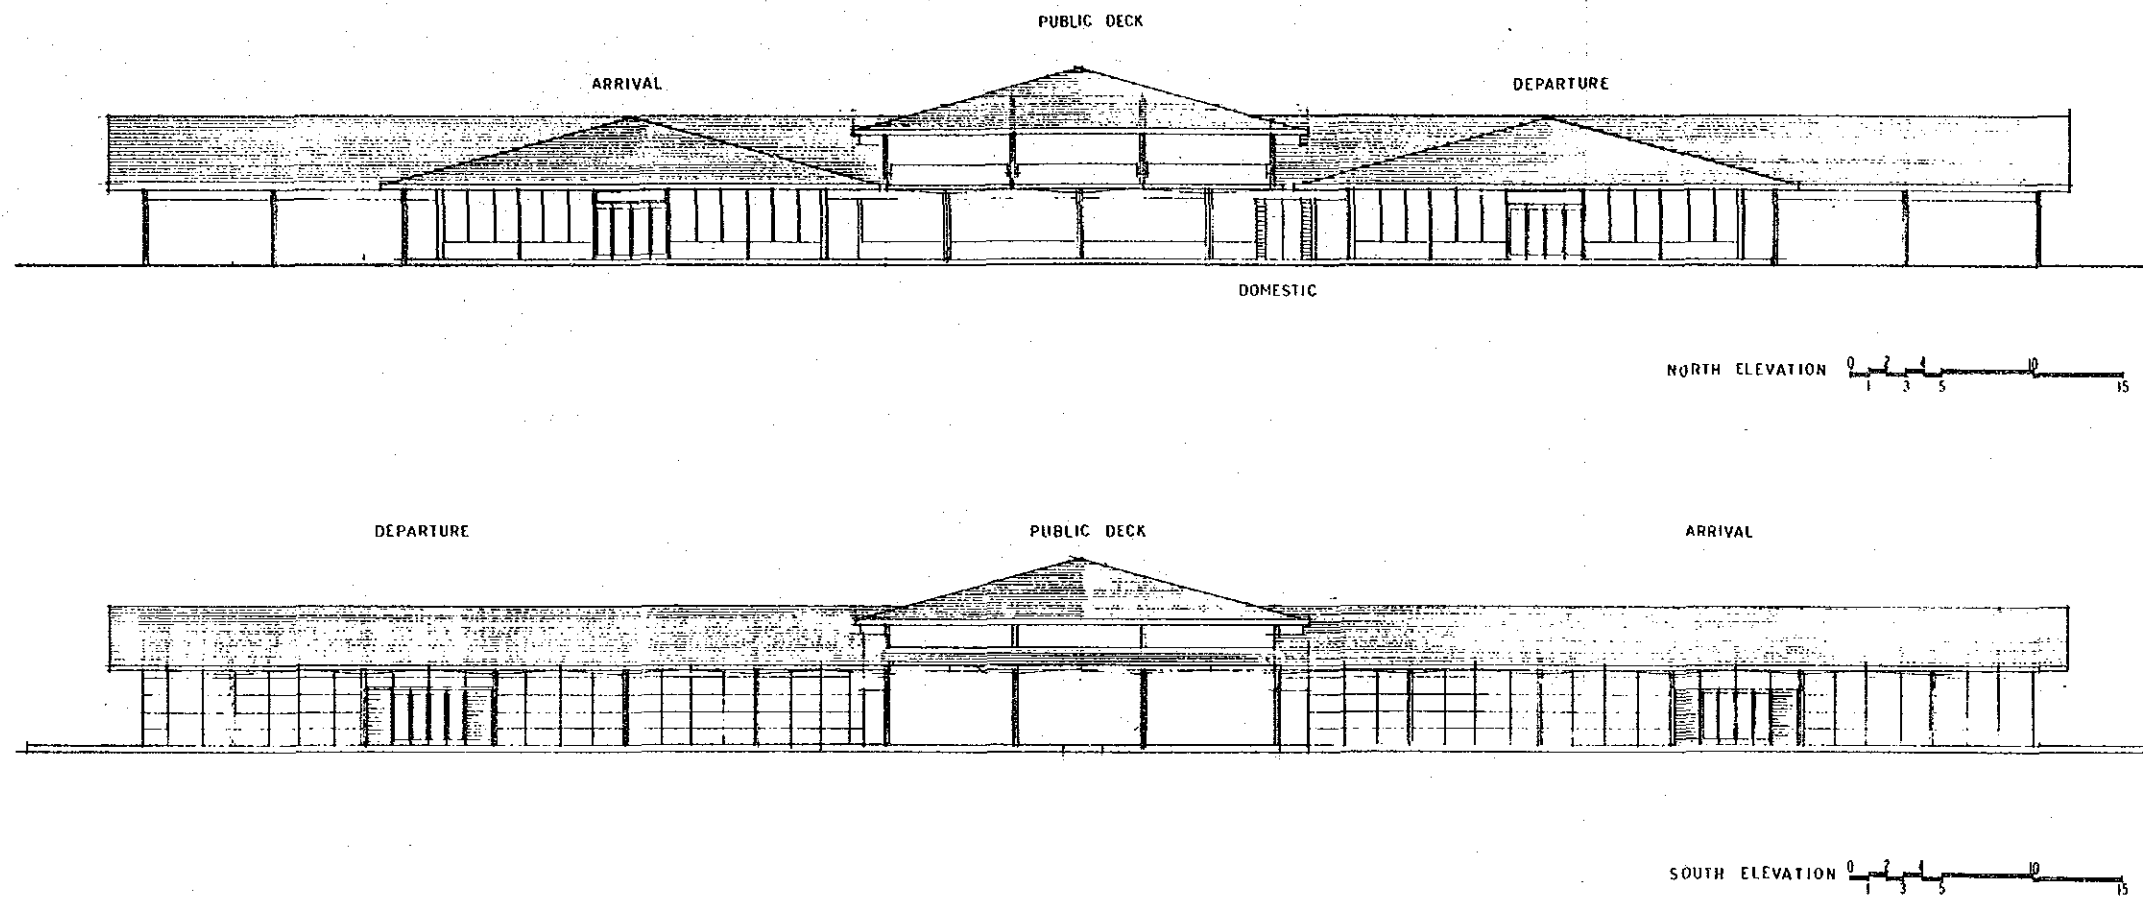 PUBLIC DECK
ARRIVAL
DEPARTURE
DOMESTIC
NORTH ELEVATION 0 2 4 10
1 3 5 15
DEPARTURE
PUBLIC DECK
ARRIVAL
SOUTH ELEVATION 0 2 4 10
1 3 5 15